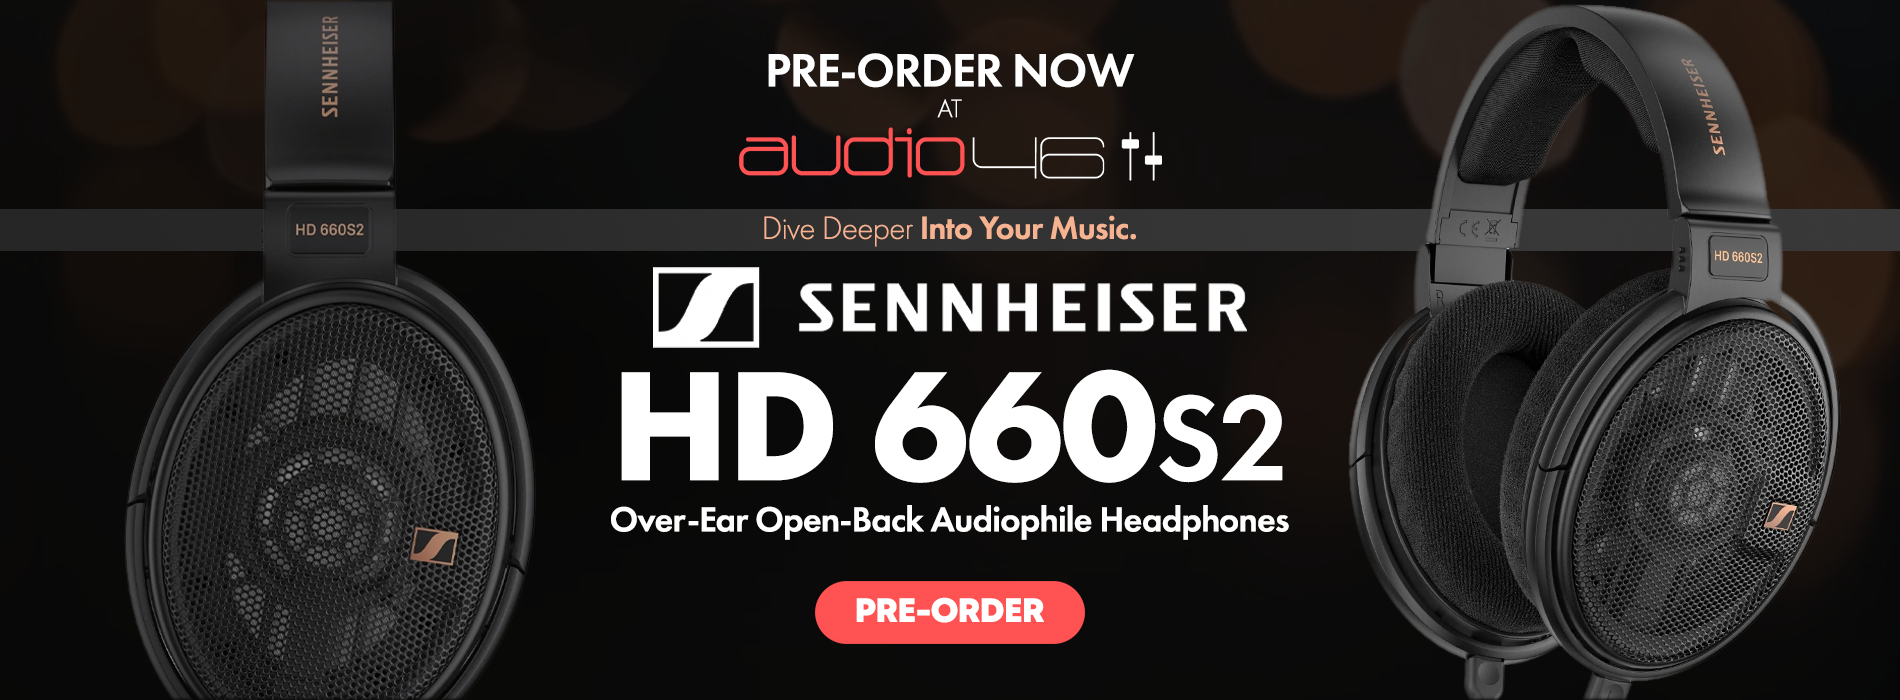 SENNHEISER
HD 660S2
PRE-ORDER NOW
AT
audio46
Dive Deeper Into Your Music.
SENNHEISER
HD 660S2
Over-Ear Open-Back Audiophile Headphones
PRE-ORDER
SENNHEISER
HD 660S2